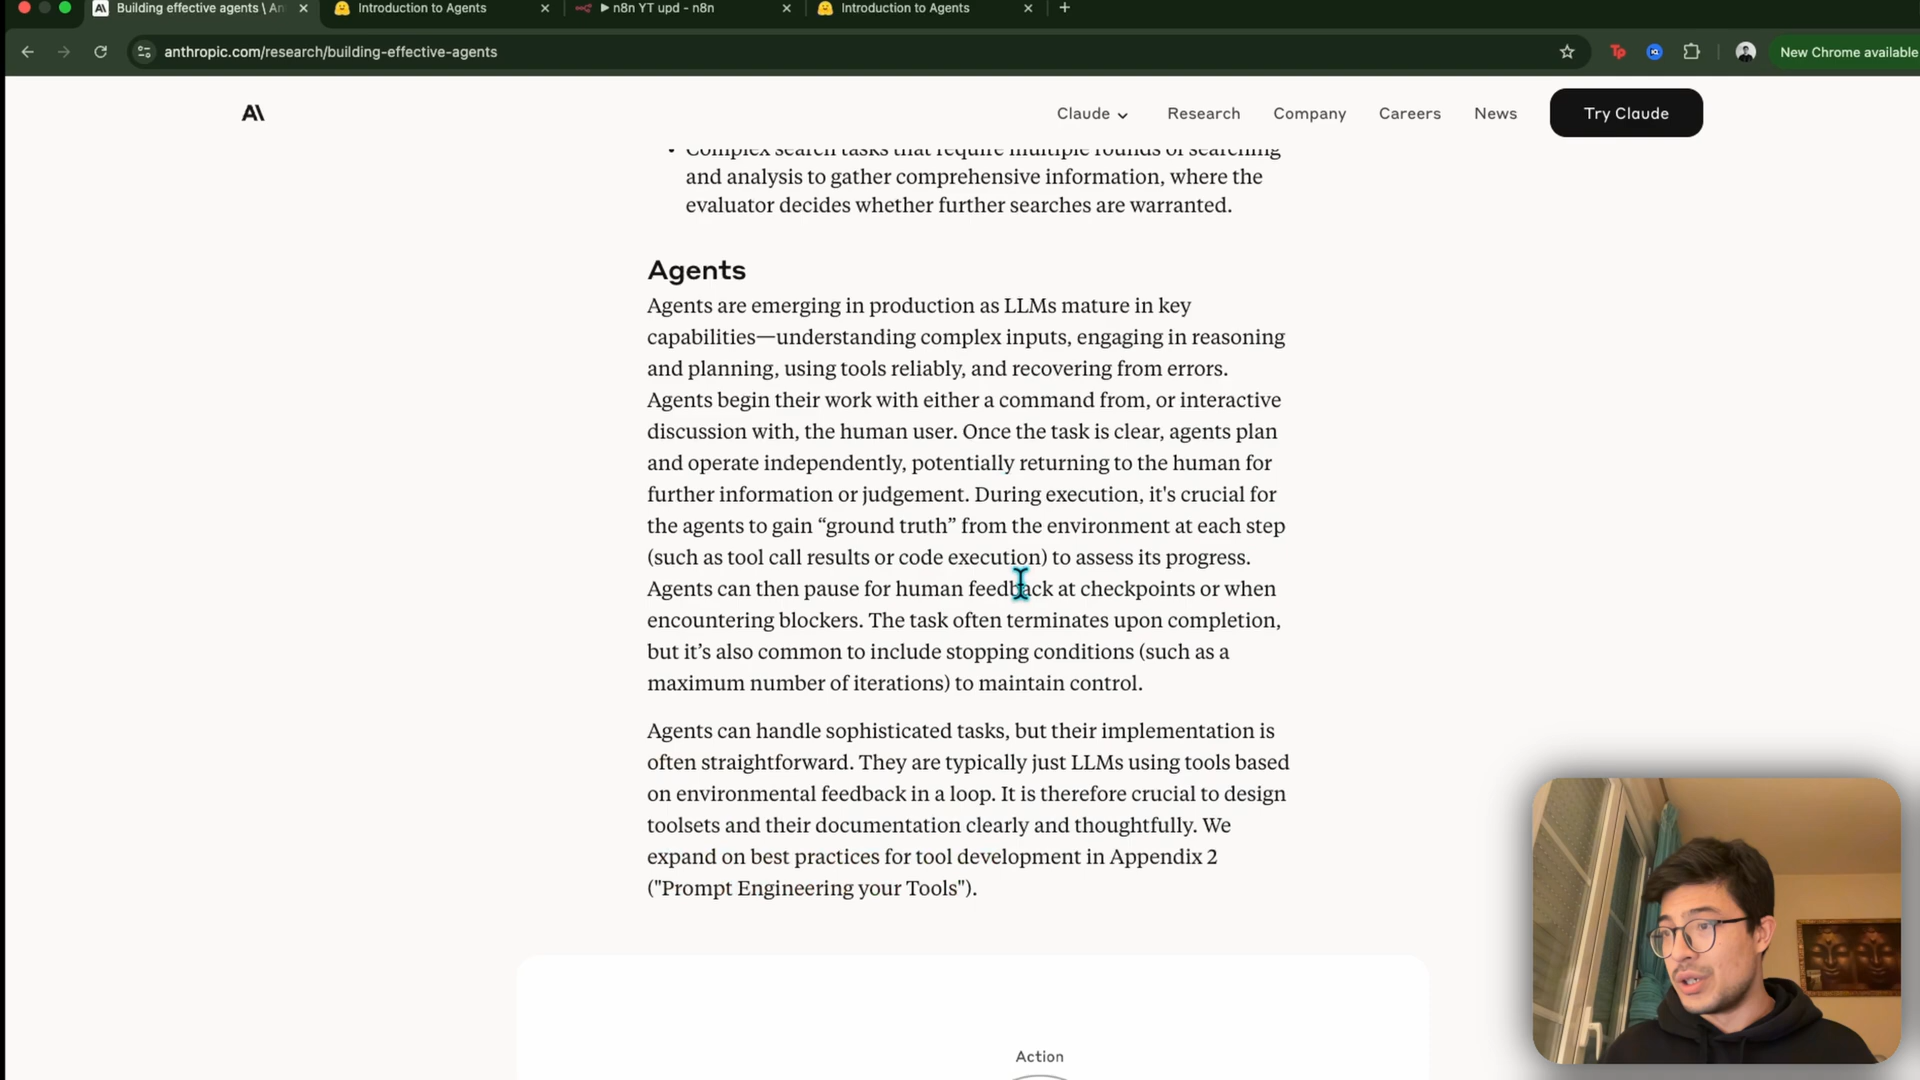 Building effective agents \ An
Introduction to Agents
n8n YT upd - n8n
Introduction to Agents
anthropic.com/research/building-effective-agents
New Chrome available
Claude
Research
Company
Careers
News
Try Claude
Complex search tasks that require multiple rounds of searching
and analysis to gather comprehensive information, where the
evaluator decides whether further searches are warranted.
Agents
Agents are emerging in production as LLMs mature in key
capabilities—understanding complex inputs, engaging in reasoning
and planning, using tools reliably, and recovering from errors.
Agents begin their work with either a command from, or interactive
discussion with, the human user. Once the task is clear, agents plan
and operate independently, potentially returning to the human for
further information or judgement. During execution, it's crucial for
the agents to gain “ground truth” from the environment at each step
(such as tool call results or code execution) to assess its progress.
Agents can then pause for human feedback at checkpoints or when
encountering blockers. The task often terminates upon completion,
but it’s also common to include stopping conditions (such as a
maximum number of iterations) to maintain control.
Agents can handle sophisticated tasks, but their implementation is
often straightforward. They are typically just LLMs using tools based
on environmental feedback in a loop. It is therefore crucial to design
toolsets and their documentation clearly and thoughtfully. We
expand on best practices for tool development in Appendix 2
("Prompt Engineering your Tools").
Action